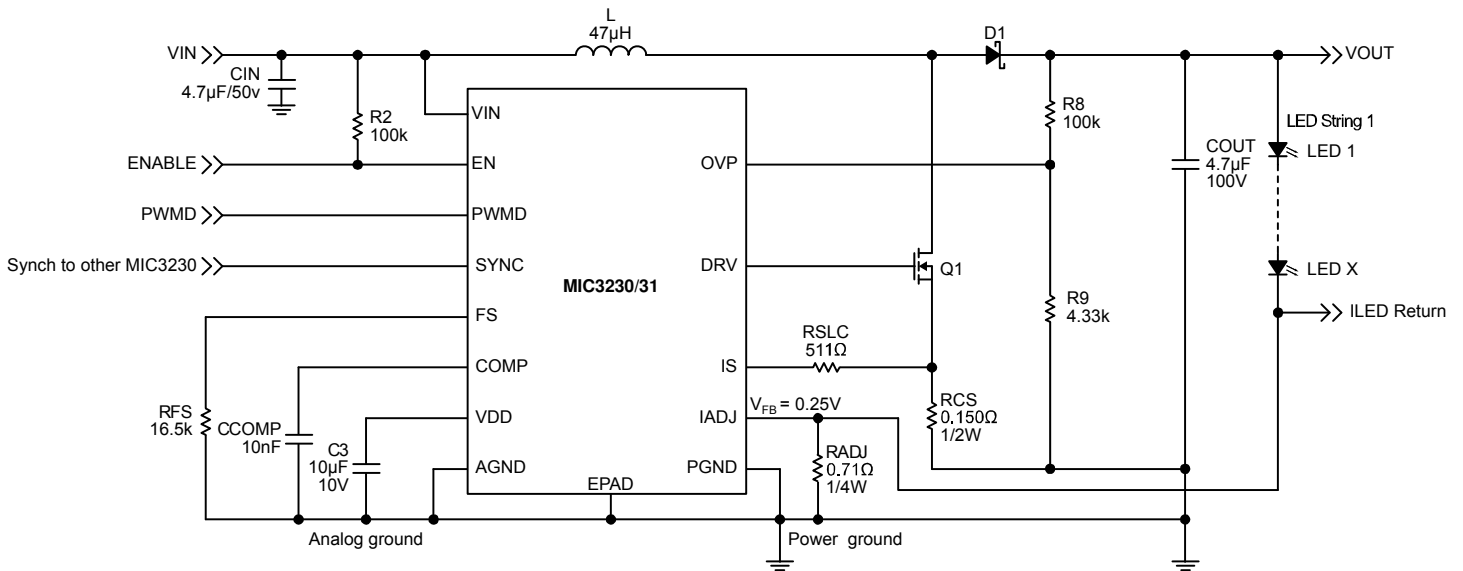 L
47µH
D1
VIN
VOUT
CIN
4.7µF/50v
R2
100k
VIN
R8
100k
LED String 1
LED 1
COUT
4.7µF
100V
ENABLE
EN
OVP
PWMD
PWMD
Synch to other MIC3230
SYNC
DRV
Q1
LED X
MIC3230/31
R9
4.33k
ILED Return
FS
RSLC
511Ω
COMP
IS
RFS
16.5k
CCOMP
10nF
VDD
IADJ
VFB = 0.25V
RCS
0.150Ω
1/2W
C3
10µF
10V
AGND
PGND
RADJ
0.71Ω
1/4W
EPAD
Analog ground
Power ground